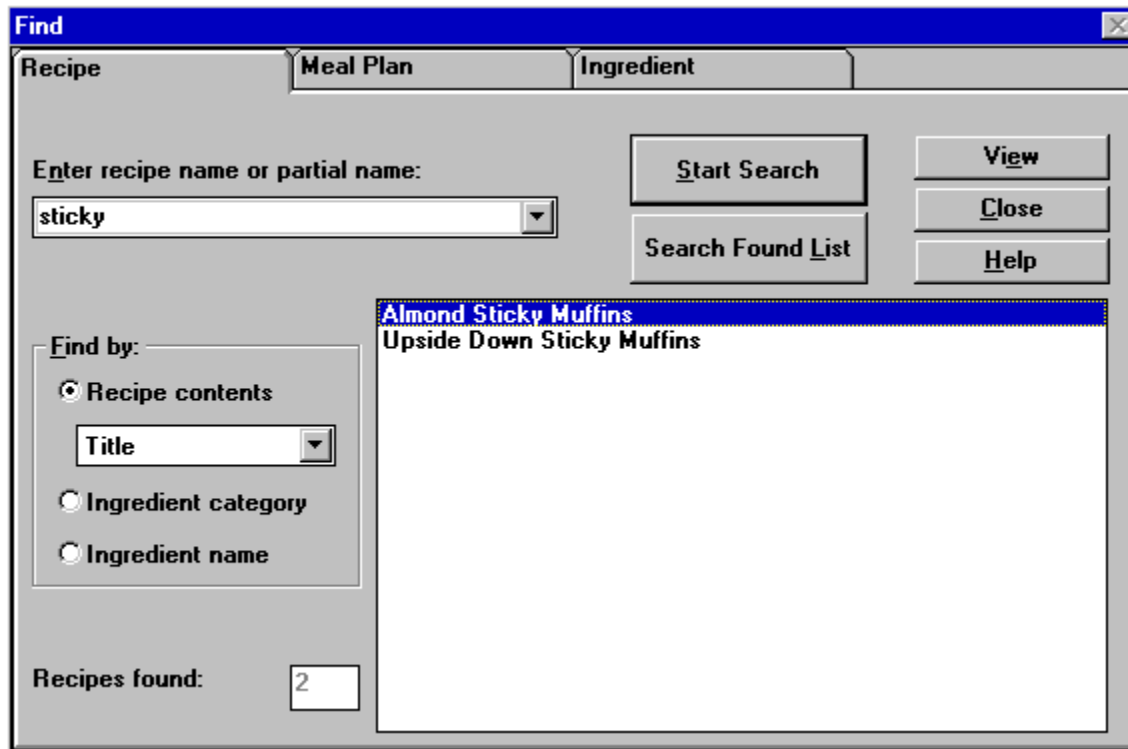 Find
Recipe
Meal Plan
Ingredient
Enter recipe name or partial name:
sticky
Start Search
Search Found List
View
Close
Help
Find by:
Recipe contents
Title
Ingredient category
Ingredient name
Recipes found:
2
Almond Sticky Muffins
Upside Down Sticky Muffins